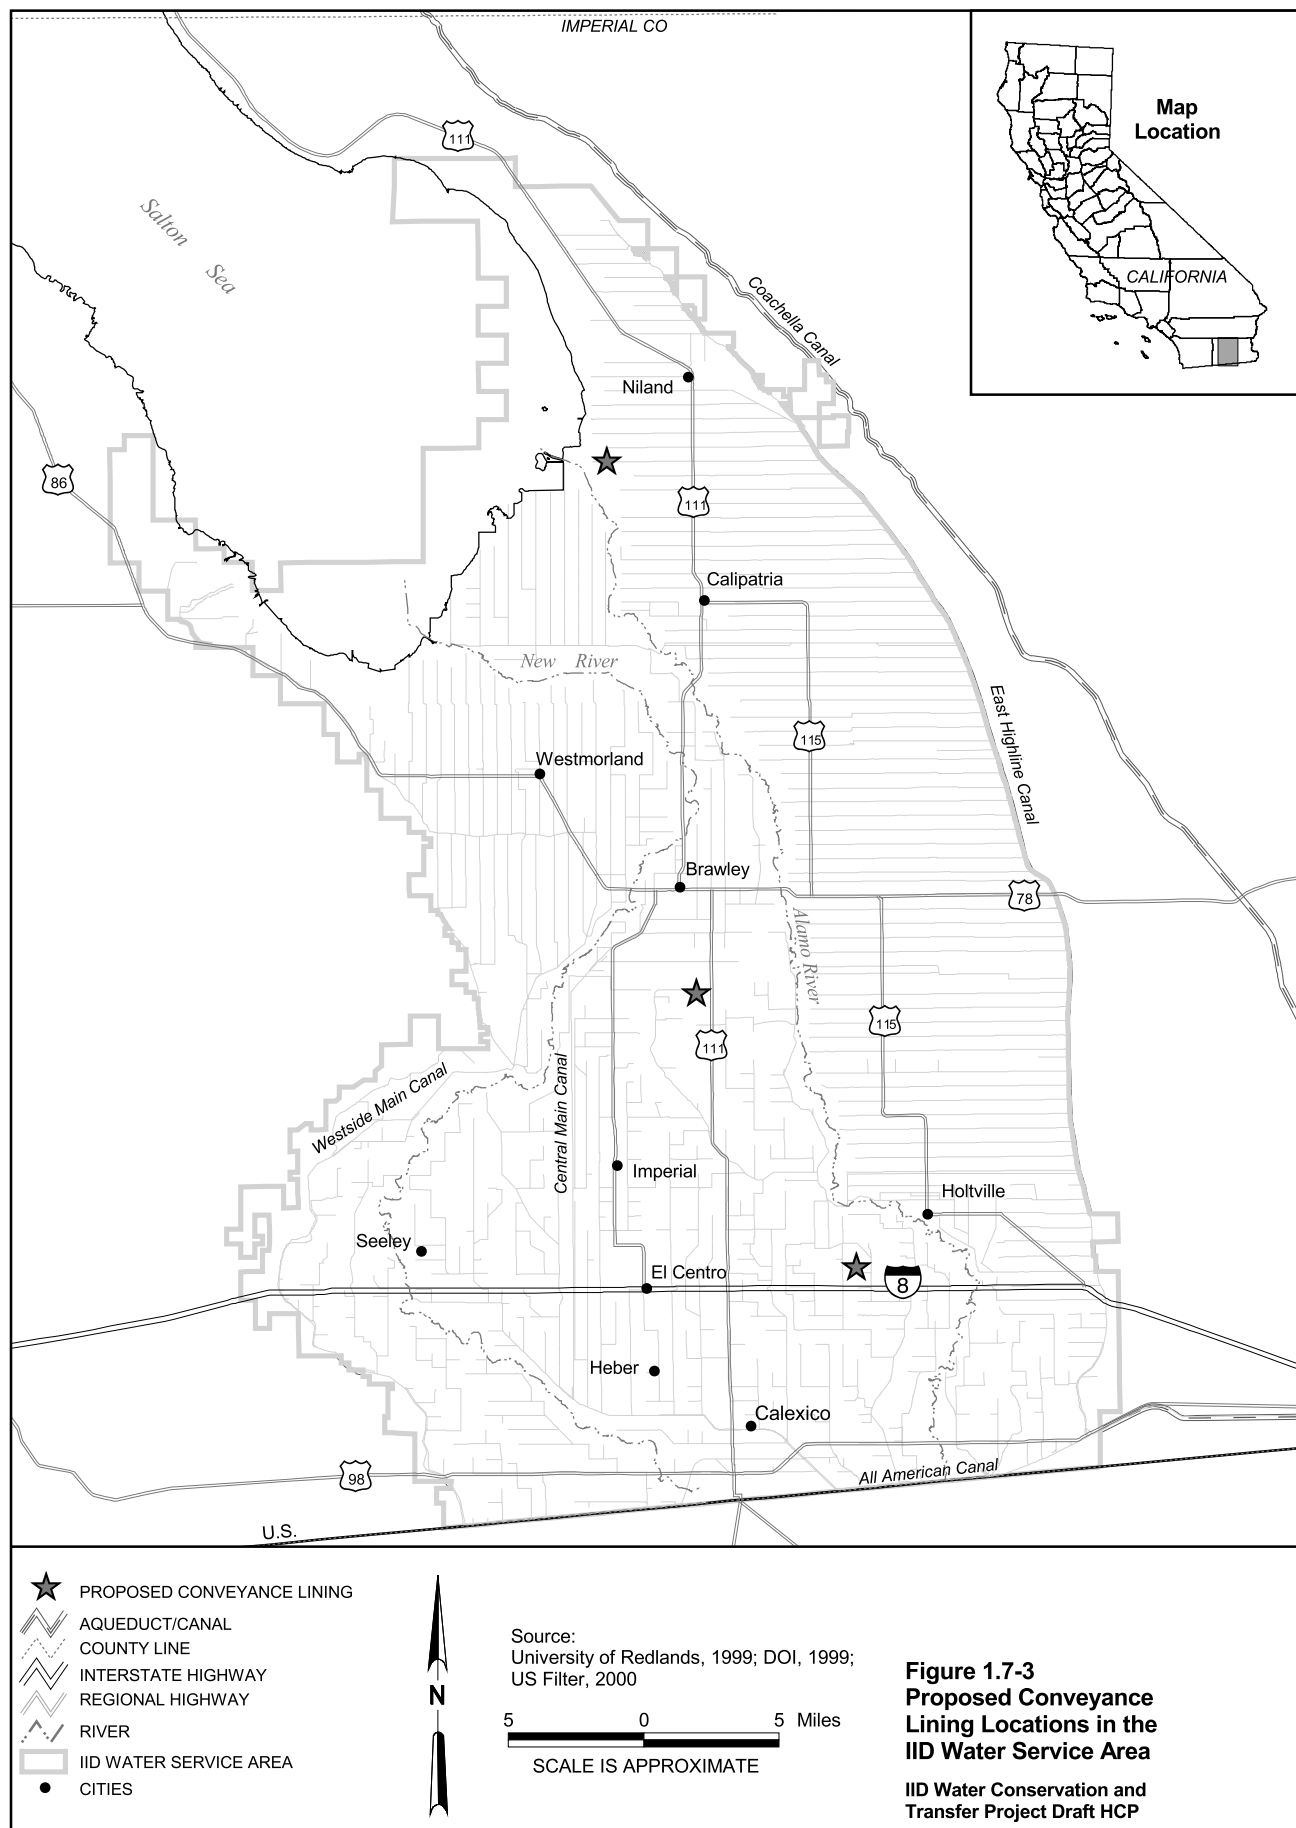 IMPERIAL CO
Map
Location
CALIFORNIA
111
Salton
Sea
Coachella Canal
Niland
86
111
Calipatria
New River
East Highline Canal
115
Westmorland
Brawley
78
Alamo River
115
111
Westside Main Canal
Central Main Canal
Imperial
Holtville
Seeley
El Centro
8
Heber
Calexico
98
All American Canal
U.S.
PROPOSED CONVEYANCE LINING
AQUEDUCT/CANAL
COUNTY LINE
INTERSTATE HIGHWAY
REGIONAL HIGHWAY
RIVER
IID WATER SERVICE AREA
CITIES
N
Source:
University of Redlands, 1999; DOI, 1999;
US Filter, 2000
5 0 5 Miles
SCALE IS APPROXIMATE
Figure 1.7-3
Proposed Conveyance
Lining Locations in the
IID Water Service Area
IID Water Conservation and
Transfer Project Draft HCP